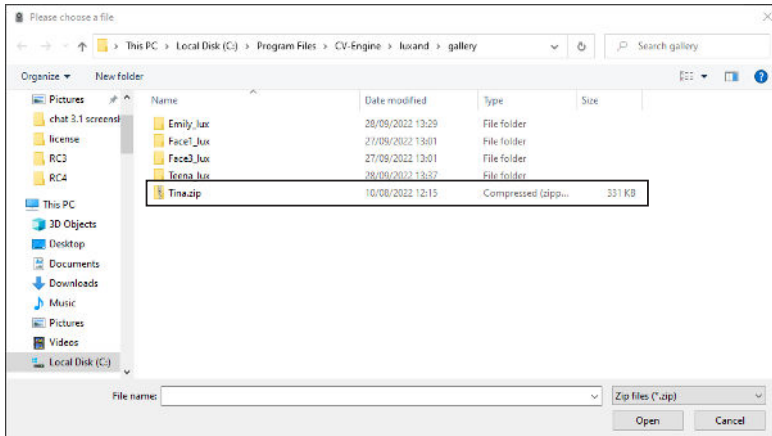 Please choose a file
This PC > Local Disk (C:) > Program Files > CV-Engine > luxand > gallery
Search gallery
Organize
New folder
Pictures
chat 3.1 screensh
license
RC3
RC4
This PC
3D Objects
Desktop
Documents
Downloads
Music
Pictures
Videos
Local Disk (C:)
Name Date modified Type Size
Emily_lux 28/09/2022 13:29 File folder
Face1_lux 27/09/2022 13:01 File folder
Face3_lux 27/09/2022 13:01 File folder
Teena_lux 28/09/2022 13:37 File folder
Tina.zip 10/08/2022 12:15 Compressed (zipp... 331 KB
File name:
Zip files (*.zip)
Open Cancel